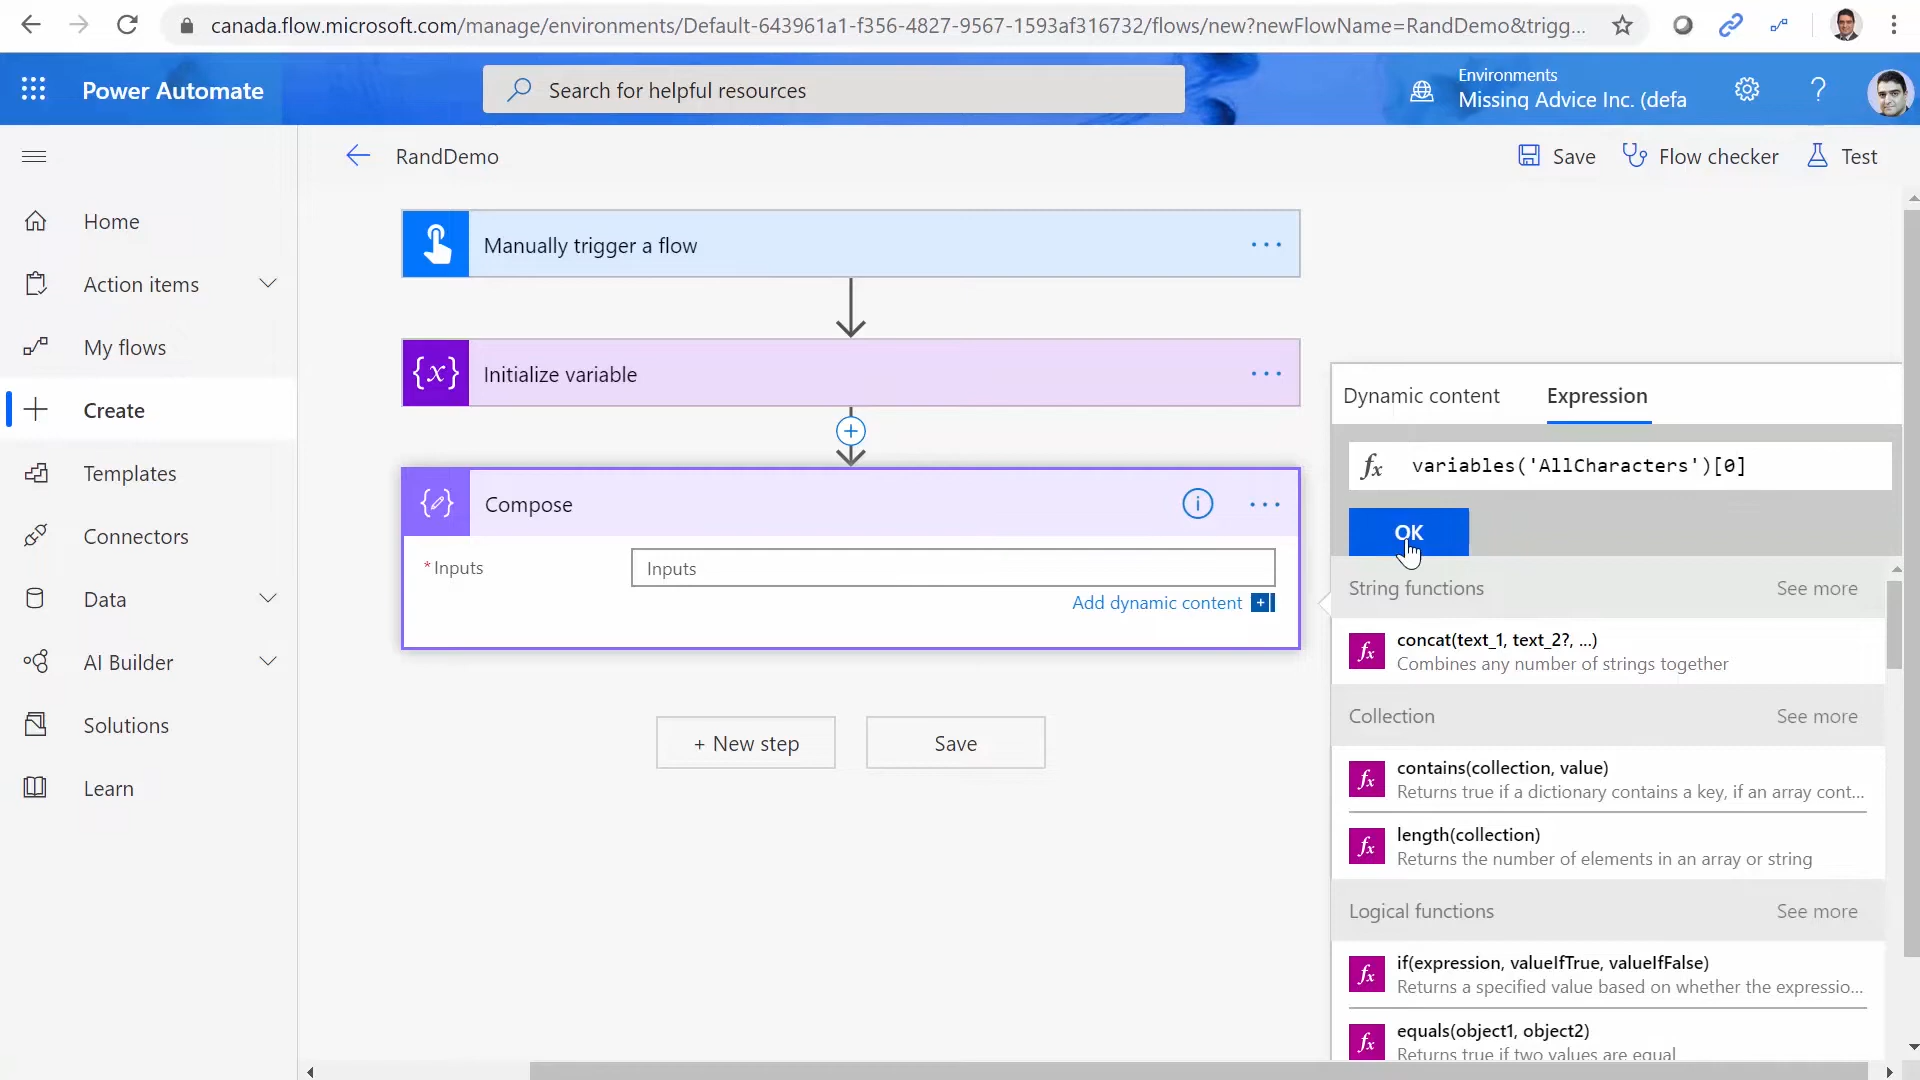 canada.flow.microsoft.com/manage/environments/Default-643961a1-f356-4827-9567-1593af316732/flows/new?newFlowName=RandDemo&trigg...
Power Automate
Search for helpful resources
Environments
Missing Advice Inc. (defa
RandDemo
Save
Flow checker
Test
Home
Action items
My flows
Create
Templates
Connectors
Data
AI Builder
Solutions
Learn
Manually trigger a flow
{x} Initialize variable
Compose
* Inputs
Inputs
Add dynamic content
+ New step
Save
Dynamic content
Expression
fx variables('AllCharacters')[0]
OK
String functions
See more
fx concat(text_1, text_2?, ...)
Combines any number of strings together
Collection
See more
fx contains(collection, value)
Returns true if a dictionary contains a key, if an array cont...
fx length(collection)
Returns the number of elements in an array or string
Logical functions
See more
fx if(expression, valueIfTrue, valueIfFalse)
Returns a specified value based on whether the expressio...
fx equals(object1, object2)
Returns true if two values are equal